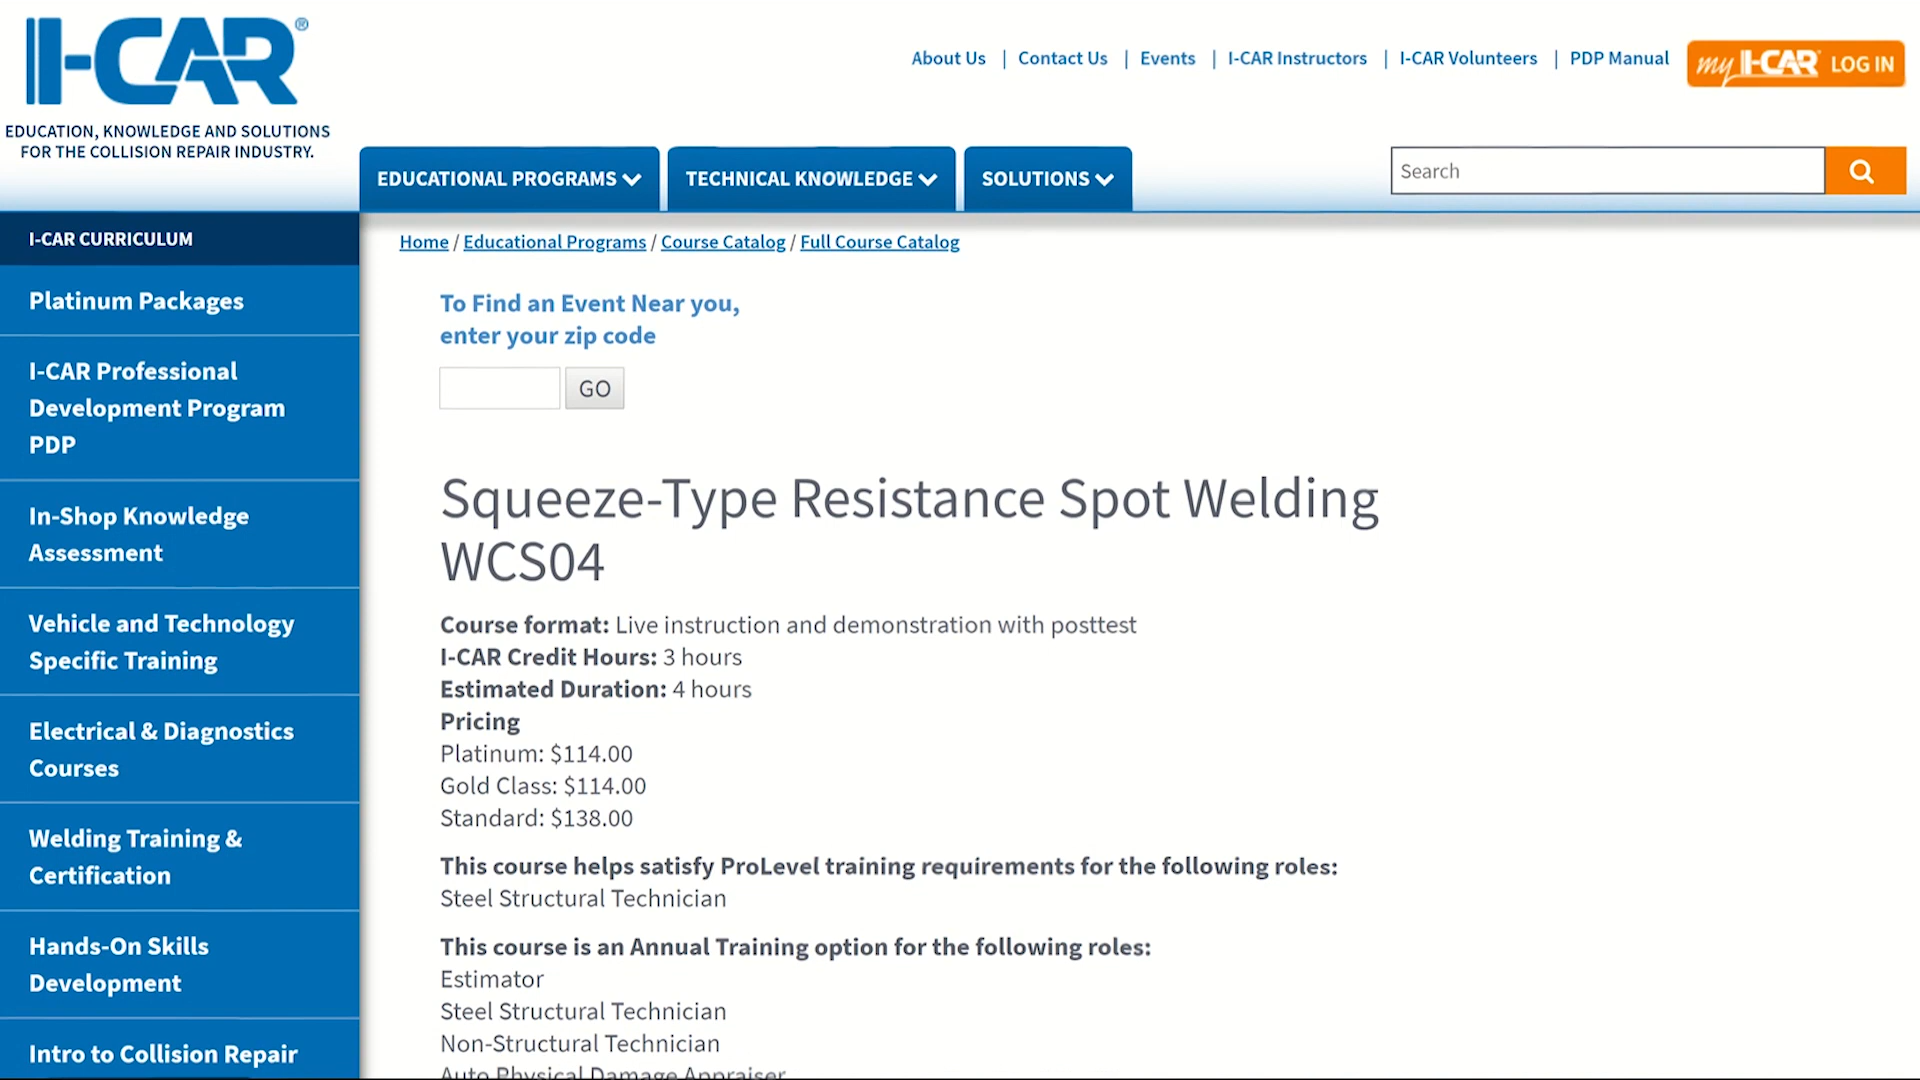 I-CAR®
EDUCATION, KNOWLEDGE AND SOLUTIONS
FOR THE COLLISION REPAIR INDUSTRY.
About Us | Contact Us | Events | I-CAR Instructors | I-CAR Volunteers | PDP Manual
my I-CAR LOG IN
EDUCATIONAL PROGRAMS
TECHNICAL KNOWLEDGE
SOLUTIONS
Search
I-CAR CURRICULUM
Platinum Packages
I-CAR Professional
Development Program
PDP
In-Shop Knowledge
Assessment
Vehicle and Technology
Specific Training
Electrical & Diagnostics
Courses
Welding Training &
Certification
Hands-On Skills
Development
Intro to Collision Repair
Home / Educational Programs / Course Catalog / Full Course Catalog
To Find an Event Near you,
enter your zip code
GO
Squeeze-Type Resistance Spot Welding
WCS04
Course format: Live instruction and demonstration with posttest
I-CAR Credit Hours: 3 hours
Estimated Duration: 4 hours
Pricing
Platinum: $114.00
Gold Class: $114.00
Standard: $138.00
This course helps satisfy ProLevel training requirements for the following roles:
Steel Structural Technician
This course is an Annual Training option for the following roles:
Estimator
Steel Structural Technician
Non-Structural Technician
Auto Physical Damage Appraiser